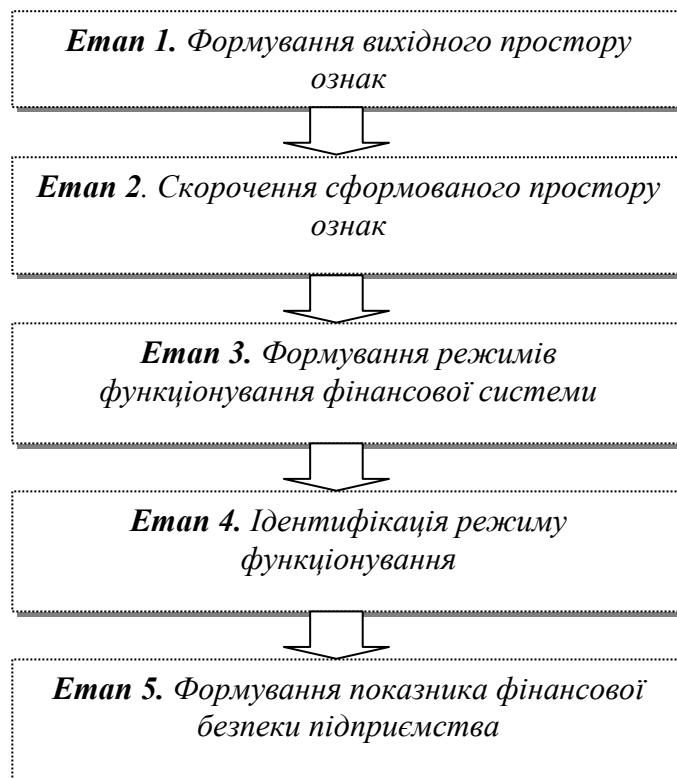 Етап 1. Формування вихідного простору
ознак
Етап 2. Скорочення сформованого простору
ознак
Етап 3. Формування режимів
функціонування фінансової системи
Етап 4. Ідентифікація режиму
функціонування
Етап 5. Формування показника фінансової
безпеки підприємства